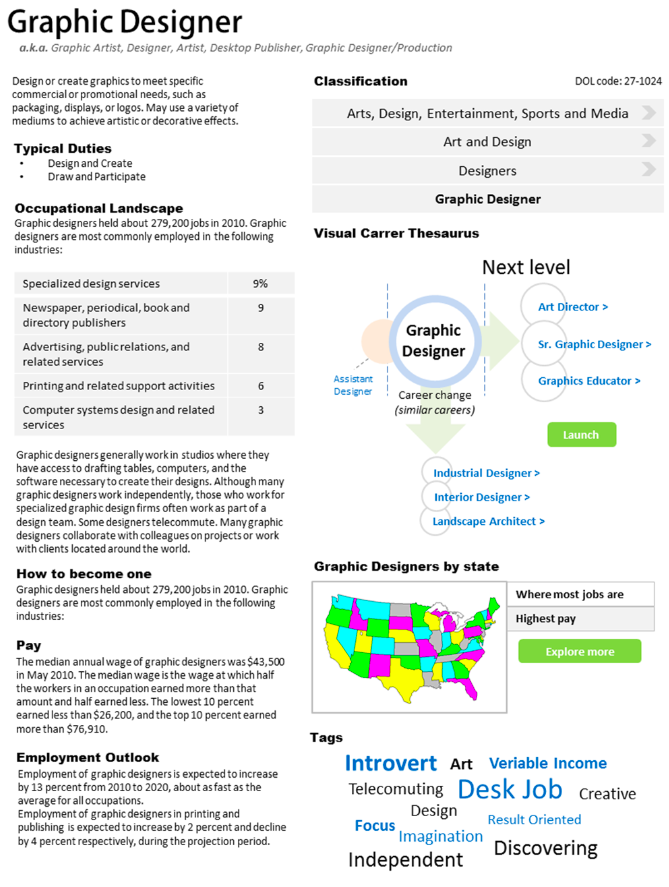 Graphic Designer
a.k.a. Graphic Artist, Designer, Artist, Desktop Publisher, Graphic Designer/Production
Design or create graphics to meet specific
commercial or promotional needs, such as
packaging, displays, or logos. May use a variety of
mediums to achieve artistic or decorative effects.
Typical Duties
• Design and Create
• Draw and Participate
Occupational Landscape
Graphic designers held about 279,200 jobs in 2010. Graphic
designers are most commonly employed in the following
industries:
Specialized design services 9%
Newspaper, periodical, book and
directory publishers 9
Advertising, public relations, and
related services 8
Printing and related support activities 6
Computer systems design and related
services 3
Graphic designers generally work in studios where they
have access to drafting tables, computers, and the
software necessary to create their designs. Although many
graphic designers work independently, those who work for
specialized graphic design firms often work as part of a
design team. Some designers telecommute. Many graphic
designers collaborate with colleagues on projects or work
with clients located around the world.
How to become one
Graphic designers held about 279,200 jobs in 2010. Graphic
designers are most commonly employed in the following
industries:
Pay
The median annual wage of graphic designers was $43,500
in May 2010. The median wage is the wage at which half
the workers in an occupation earned more than that
amount and half earned less. The lowest 10 percent
earned less than $26,200, and the top 10 percent earned
more than $76,910.
Employment Outlook
Employment of graphic designers is expected to increase
by 13 percent from 2010 to 2020, about as fast as the
average for all occupations.
Employment of graphic designers in printing and
publishing is expected to increase by 2 percent and decline
by 4 percent respectively, during the projection period.
Classification DOL code: 27-1024
Arts, Design, Entertainment, Sports and Media
Art and Design
Designers
Graphic Designer
Visual Carrer Thesaurus
Next level
Graphic
Designer
Assistant
Designer
Art Director >
Sr. Graphic Designer >
Graphics Educator >
Career change
(similar careers)
Launch
Industrial Designer >
Interior Designer >
Landscape Architect >
Graphic Designers by state
Where most jobs are
Highest pay
Explore more
Tags
Introvert Art Veriable Income
Telecomuting Desk Job Creative
Design
Focus Result Oriented
Imagination
Independent Discovering